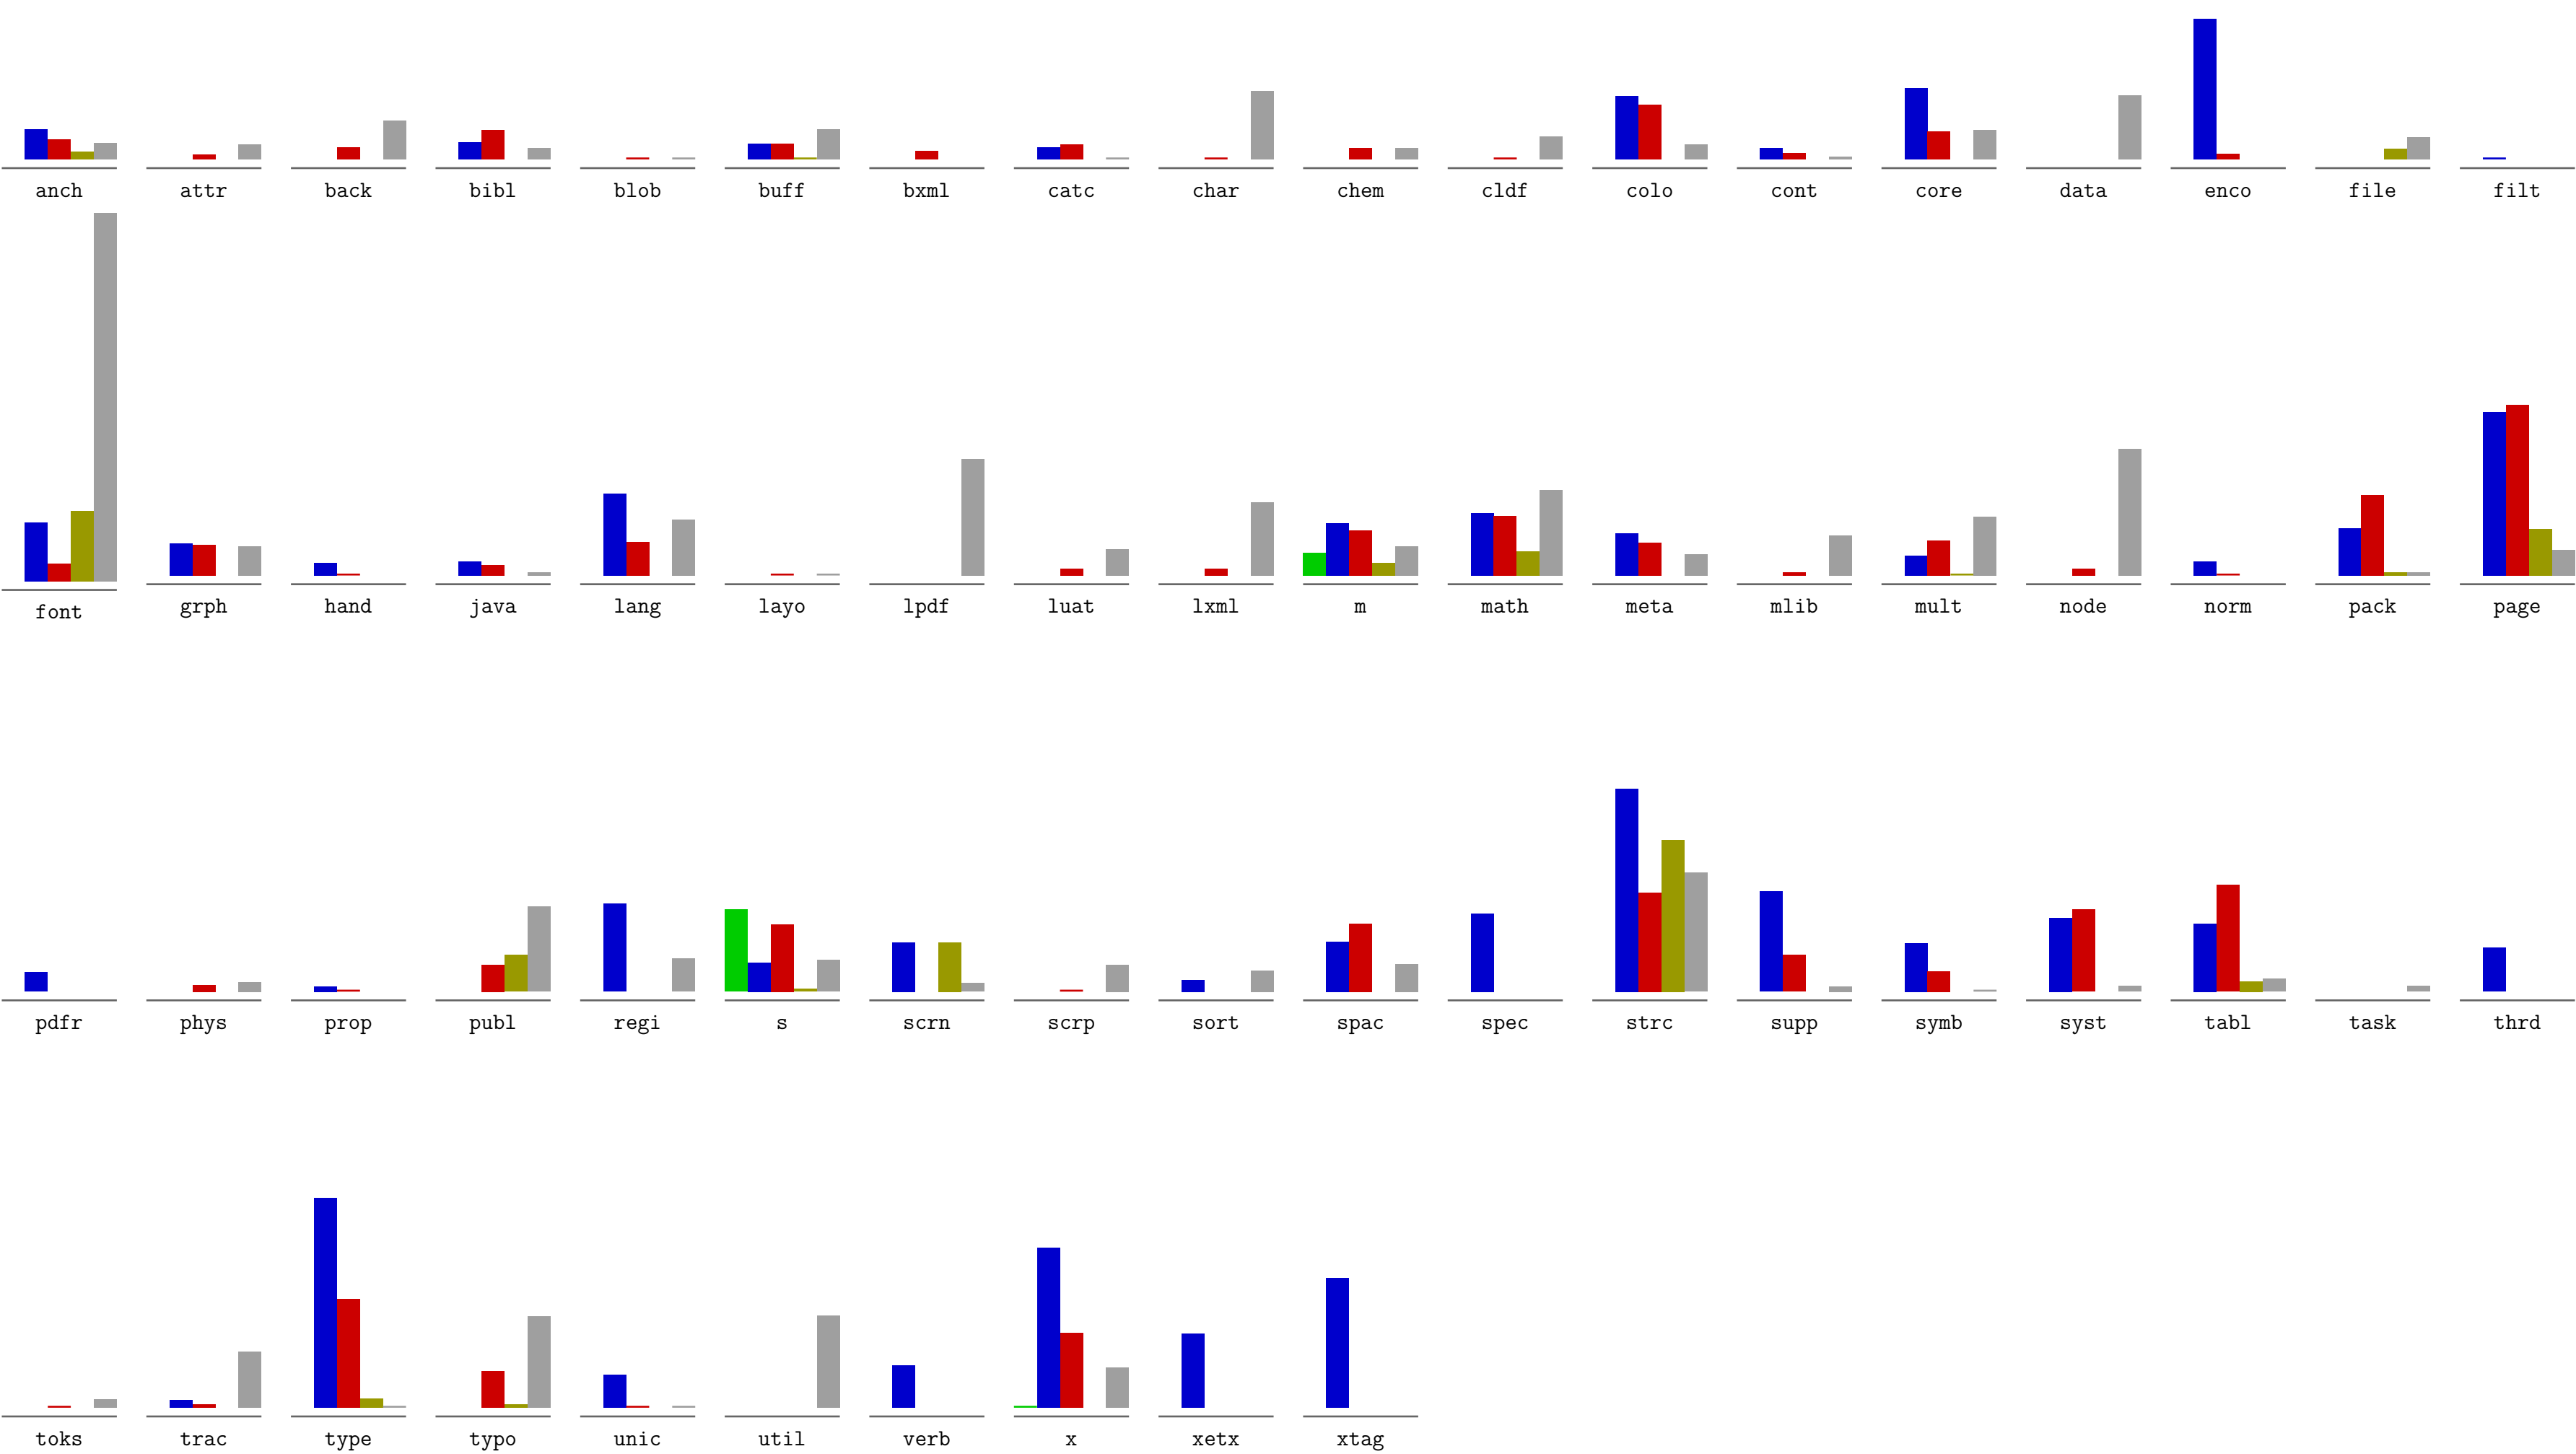 anch attr back bibl blob buff bxml catc char chem cldf colo cont core data enco file filt
font grph hand java lang layo lpdf luat lxml m math meta mlib mult node norm pack page
pdfr phys prop publ regi s scrn scrp sort spac spec strc supp symb syst tabl task thrd
toks trac type typo unic util verb x xetx xtag